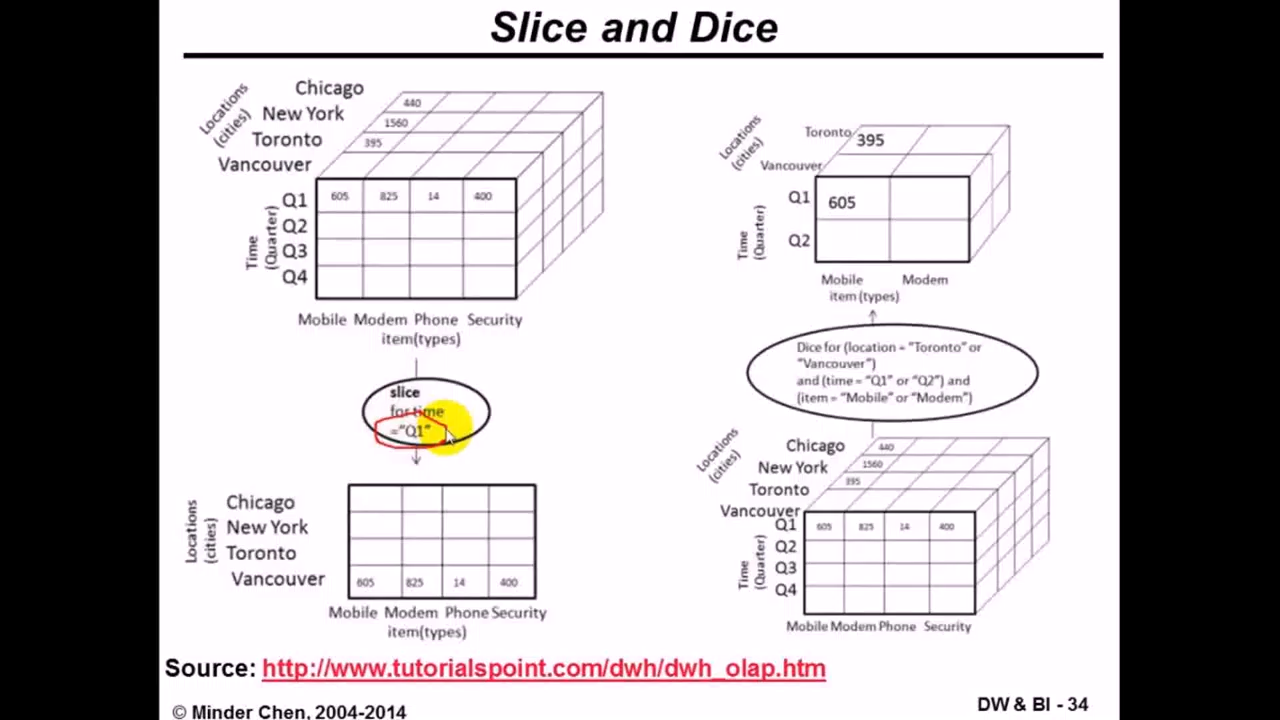 Slice and Dice
Locations
(cities)
Chicago
New York
Toronto
Vancouver
440
1560
395
Time
(Quarter)
Q1
Q2
Q3
Q4
605 825 14 400
Mobile Modem Phone Security
item(types)
slice
for time
="Q1"
Locations
(cities)
Chicago
New York
Toronto
Vancouver
605 825 14 400
Mobile Modem Phone Security
item(types)
Locations
(cities)
Toronto
Vancouver
395
Time
(Quarter)
Q1
Q2
605
Mobile Modem
item(types)
Dice for (location = "Toronto" or
"Vancouver")
and (time = "Q1" or "Q2") and
(item = "Mobile" or "Modem")
Locations
(cities)
Chicago
New York
Toronto
Vancouver
440
1560
395
Time
(Quarter)
Q1
Q2
Q3
Q4
605 825 14 400
Mobile Modem Phone Security
Source: http://www.tutorialspoint.com/dwh/dwh_olap.htm
© Minder Chen, 2004-2014
DW & BI - 34